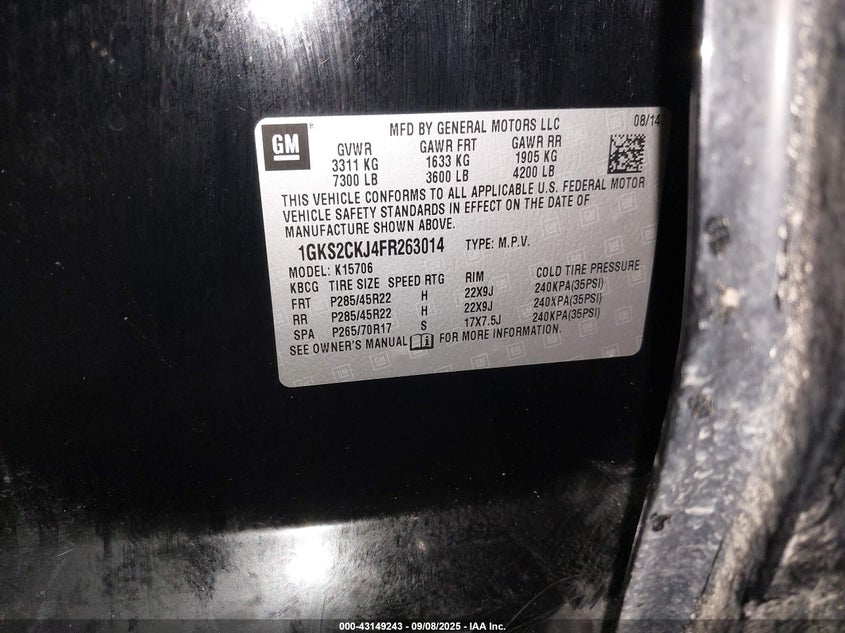 GM
®
MFD BY GENERAL MOTORS LLC
08/14
GVWR GAWR FRT GAWR RR
3311 KG 1633 KG 1905 KG
7300 LB 3600 LB 4200 LB
THIS VEHICLE CONFORMS TO ALL APPLICABLE U.S. FEDERAL MOTOR
VEHICLE SAFETY STANDARDS IN EFFECT ON THE DATE OF
MANUFACTURE SHOWN ABOVE.
1GKS2CKJ4FR263014 TYPE: M.P.V.
MODEL: K15706
KBCG TIRE SIZE SPEED RTG RIM COLD TIRE PRESSURE
FRT P285/45R22 H 22X9J 240KPA(35PSI)
RR P285/45R22 H 22X9J 240KPA(35PSI)
SPA P265/70R17 S 17X7.5J 240KPA(35PSI)
SEE OWNER'S MANUAL FOR MORE INFORMATION.
000-43149243 - 09/08/2025 - IAA Inc.